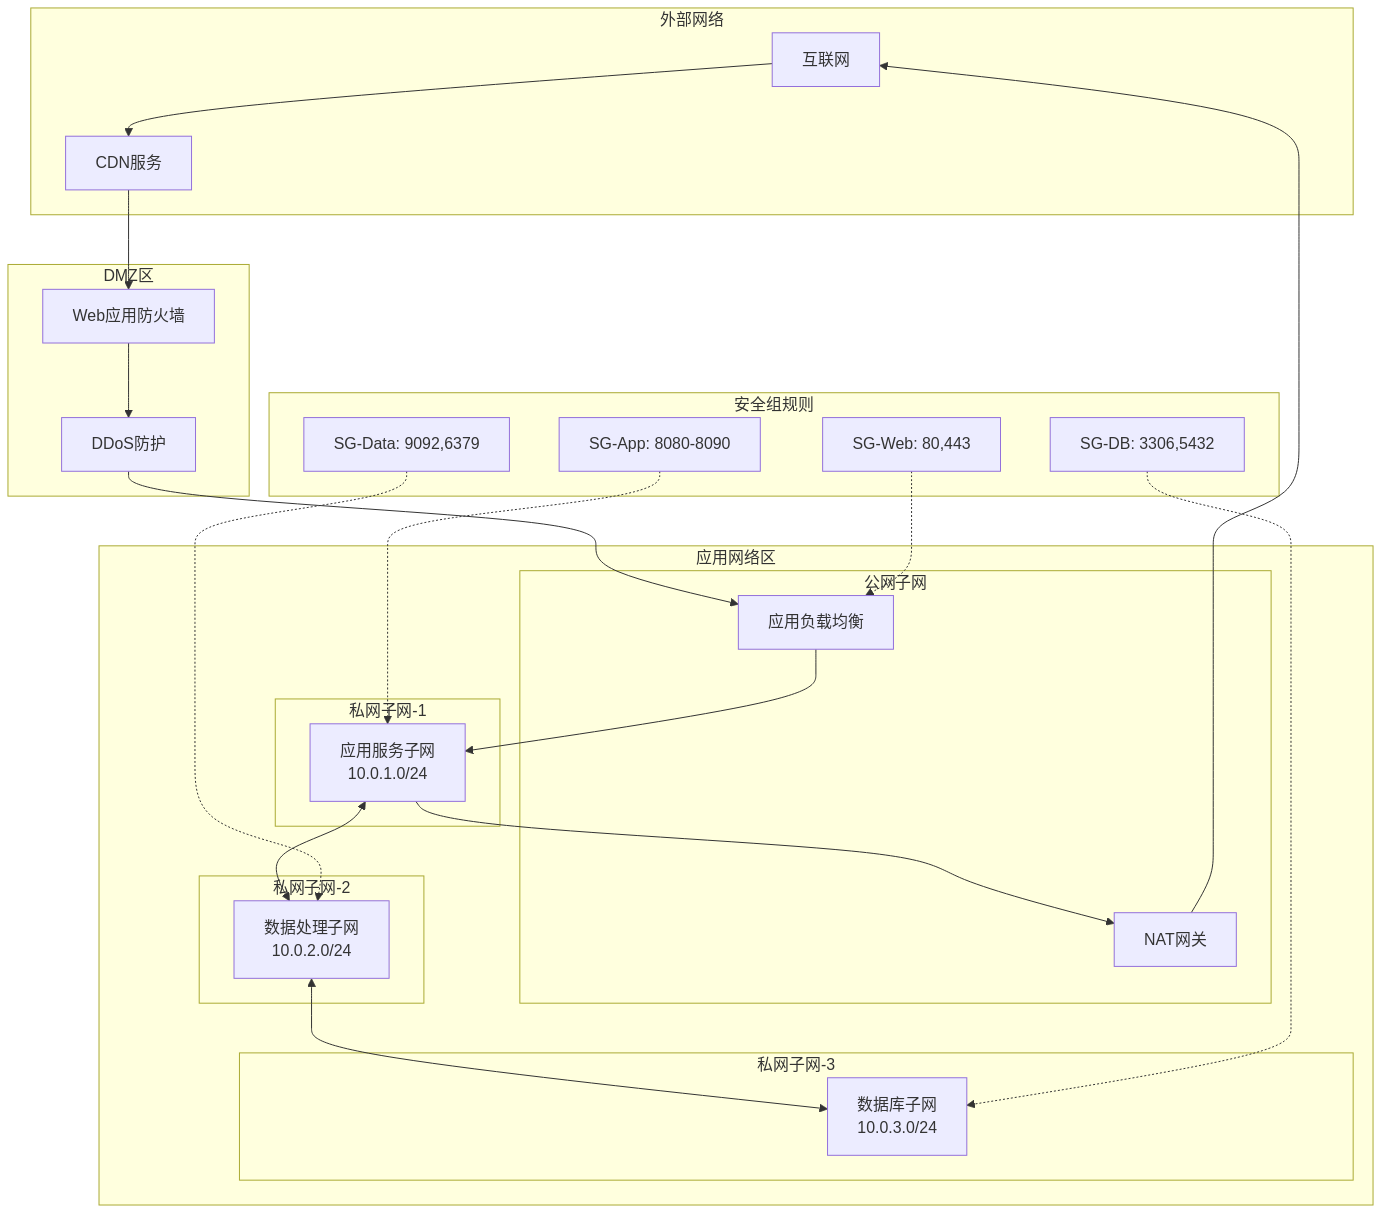 外部网络
互联网
CDN服务
DMZ区
Web应用防火墙
DDoS防护
安全组规则
SG-Data: 9092,6379
SG-App: 8080-8090
SG-Web: 80,443
SG-DB: 3306,5432
应用网络区
公网子网
应用负载均衡
私网子网-1
应用服务子网
10.0.1.0/24
私网子网-2
数据处理子网
10.0.2.0/24
NAT网关
私网子网-3
数据库子网
10.0.3.0/24